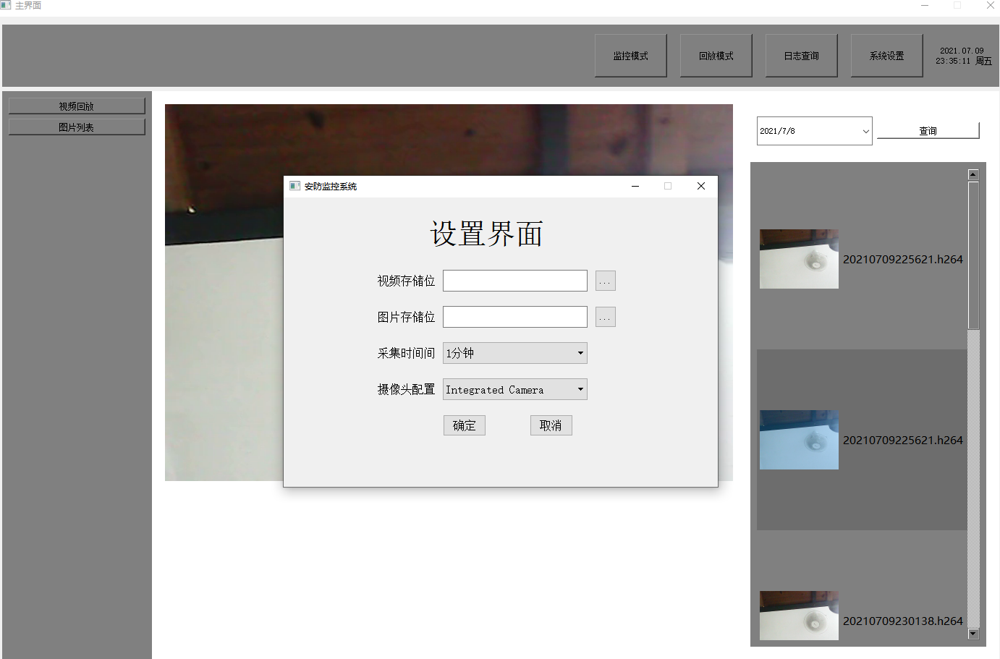 主界面
监控模式
回放模式
日志查询
系统设置
2021.07.09
23:35:11 周五
视频回放
图片列表
2021/7/8
查询
安防监控系统
设置界面
视频存储位
...
图片存储位
...
采集时间间
1分钟
摄像头配置
Integrated Camera
确定
取消
20210709225621.h264
20210709225621.h264
20210709230138.h264